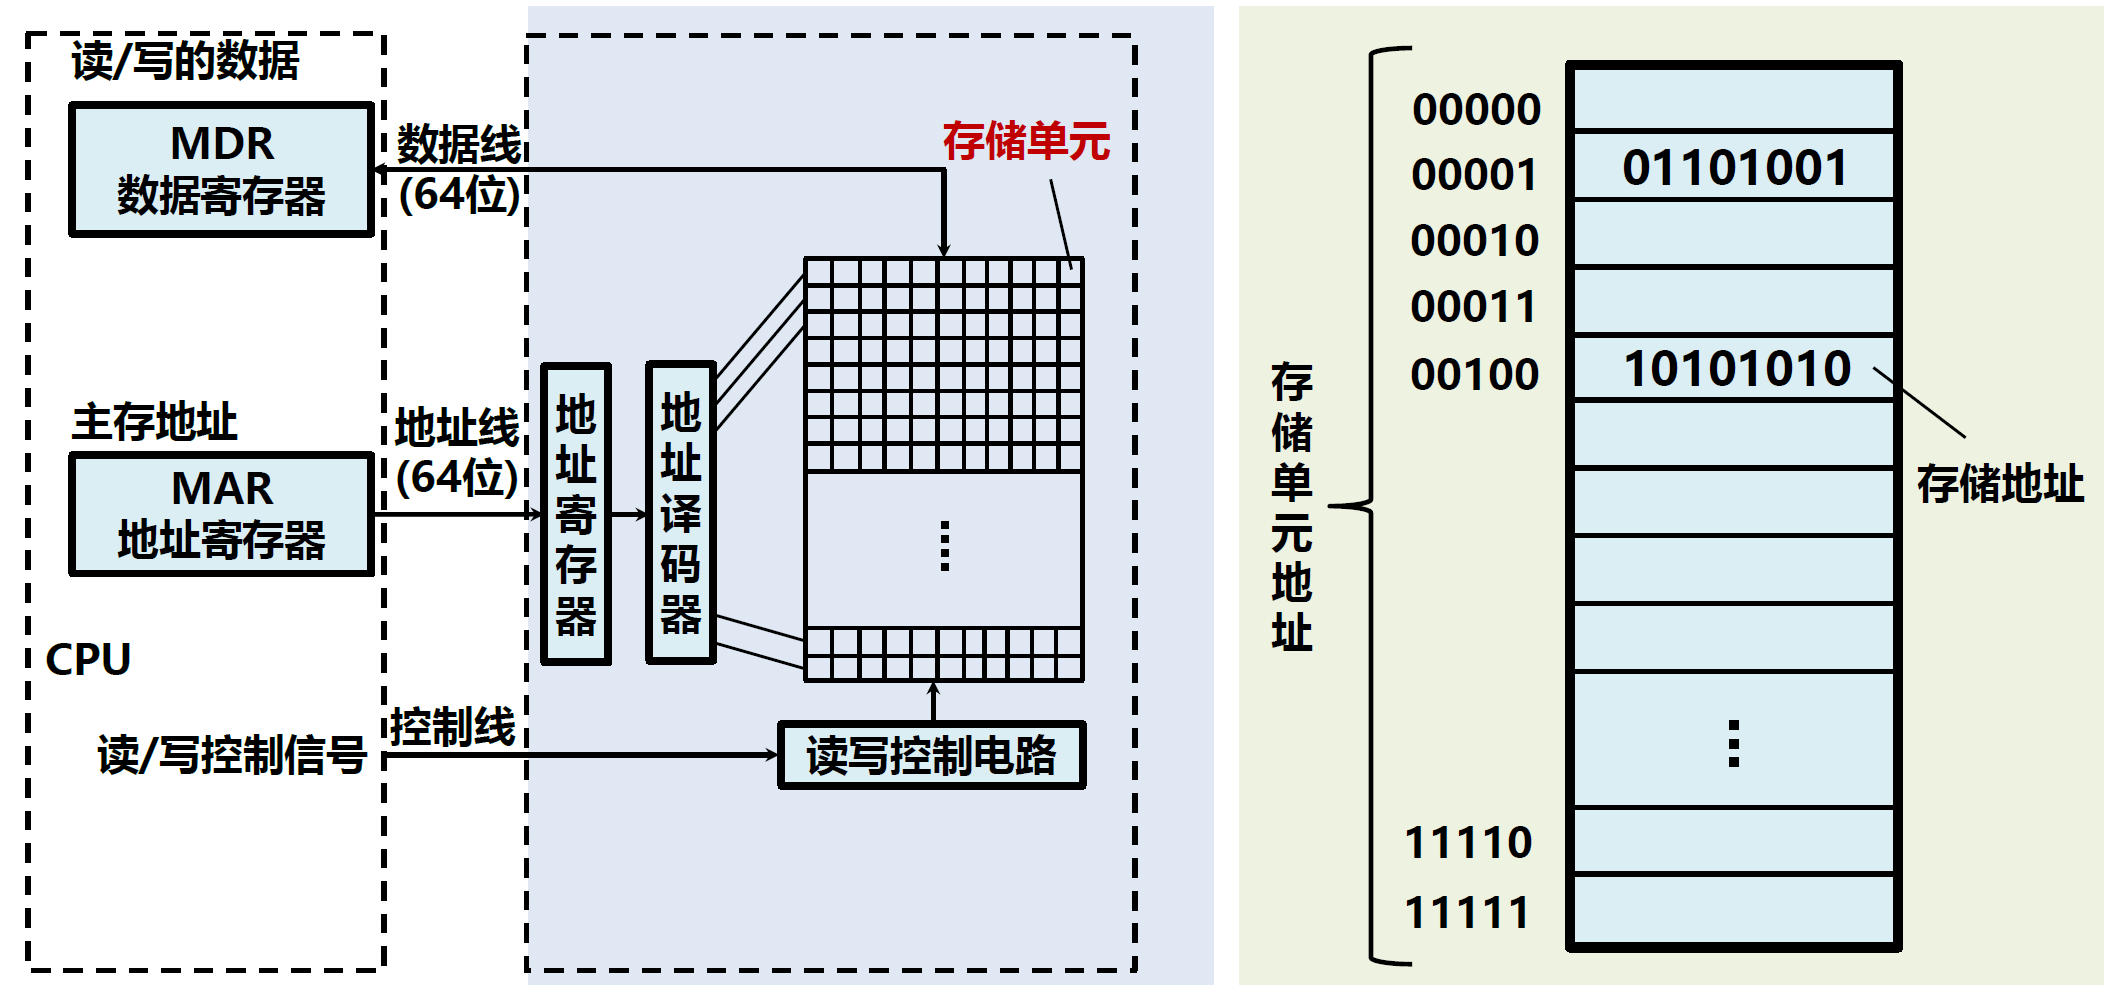 读/写的数据
MDR
数据寄存器
数据线
(64位)
存储单元
主存地址
MAR
地址寄存器
地址线
(64位)
地址寄存器
地址译码器
CPU
读/写控制信号
控制线
读写控制电路
存储单元地址
00000
00001
01101001
00010
00011
00100
10101010
存储地址
11110
11111